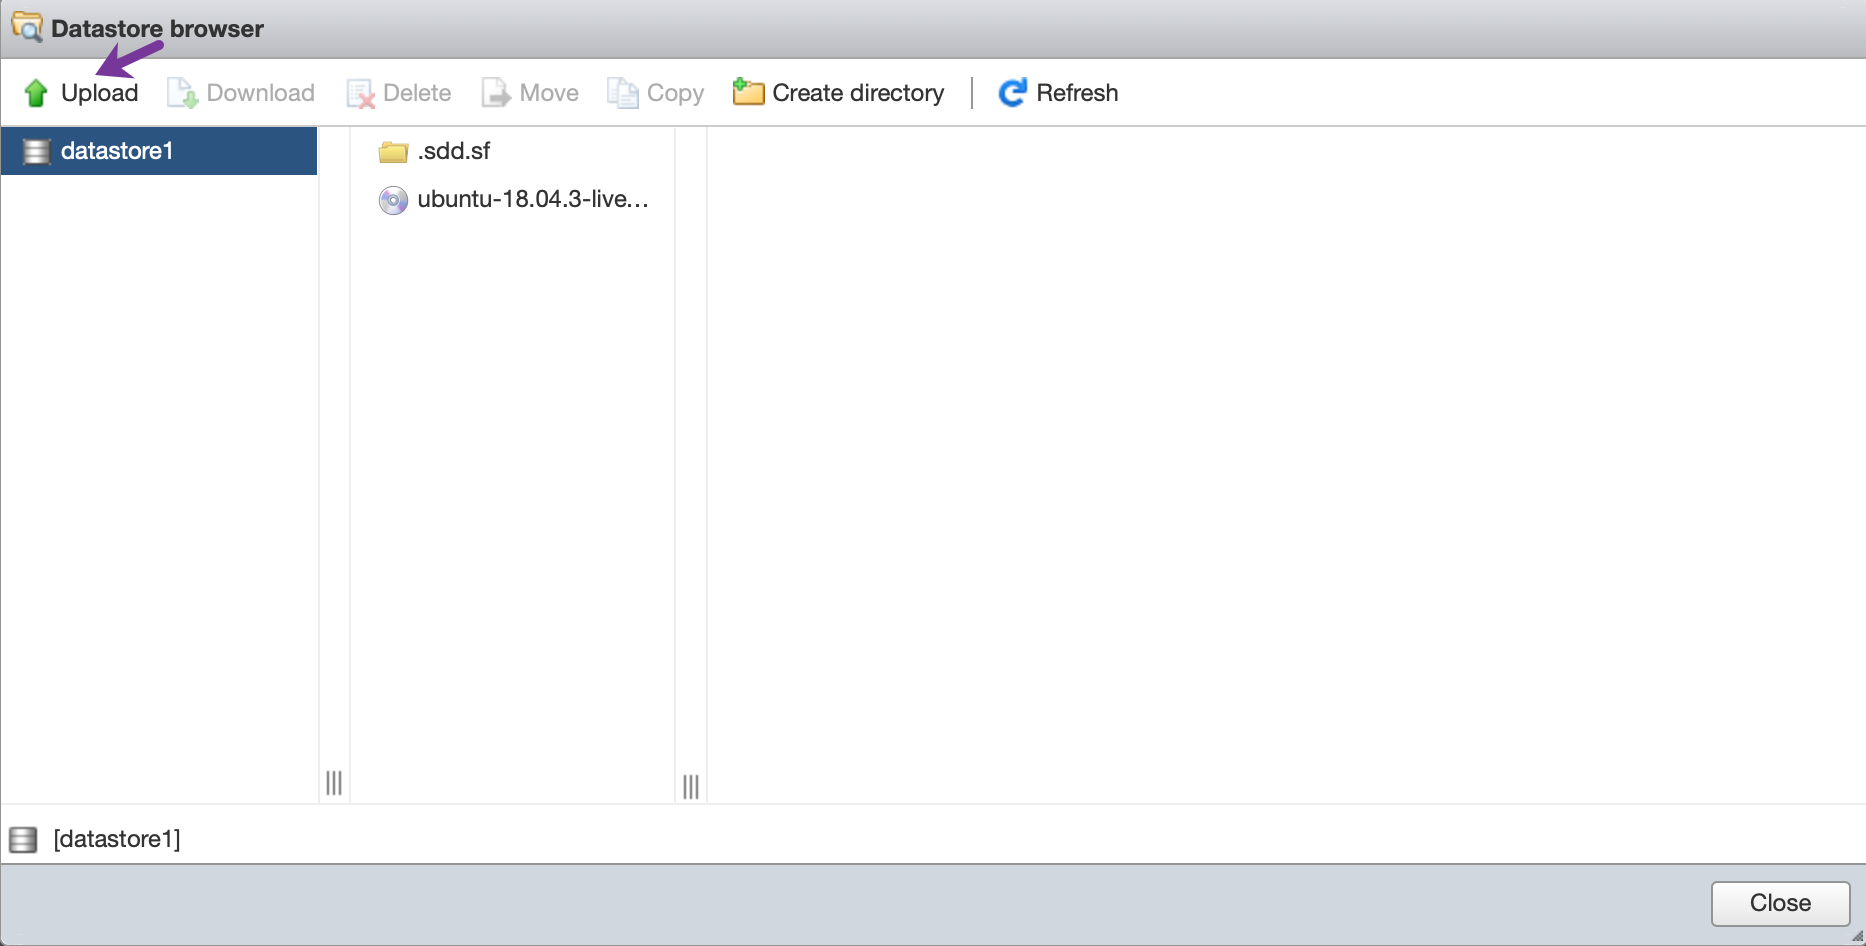 Datastore browser
Upload Download Delete Move Copy Create directory Refresh
datastore1 .sdd.sf
ubuntu-18.04.3-live...
[datastore1]
Close